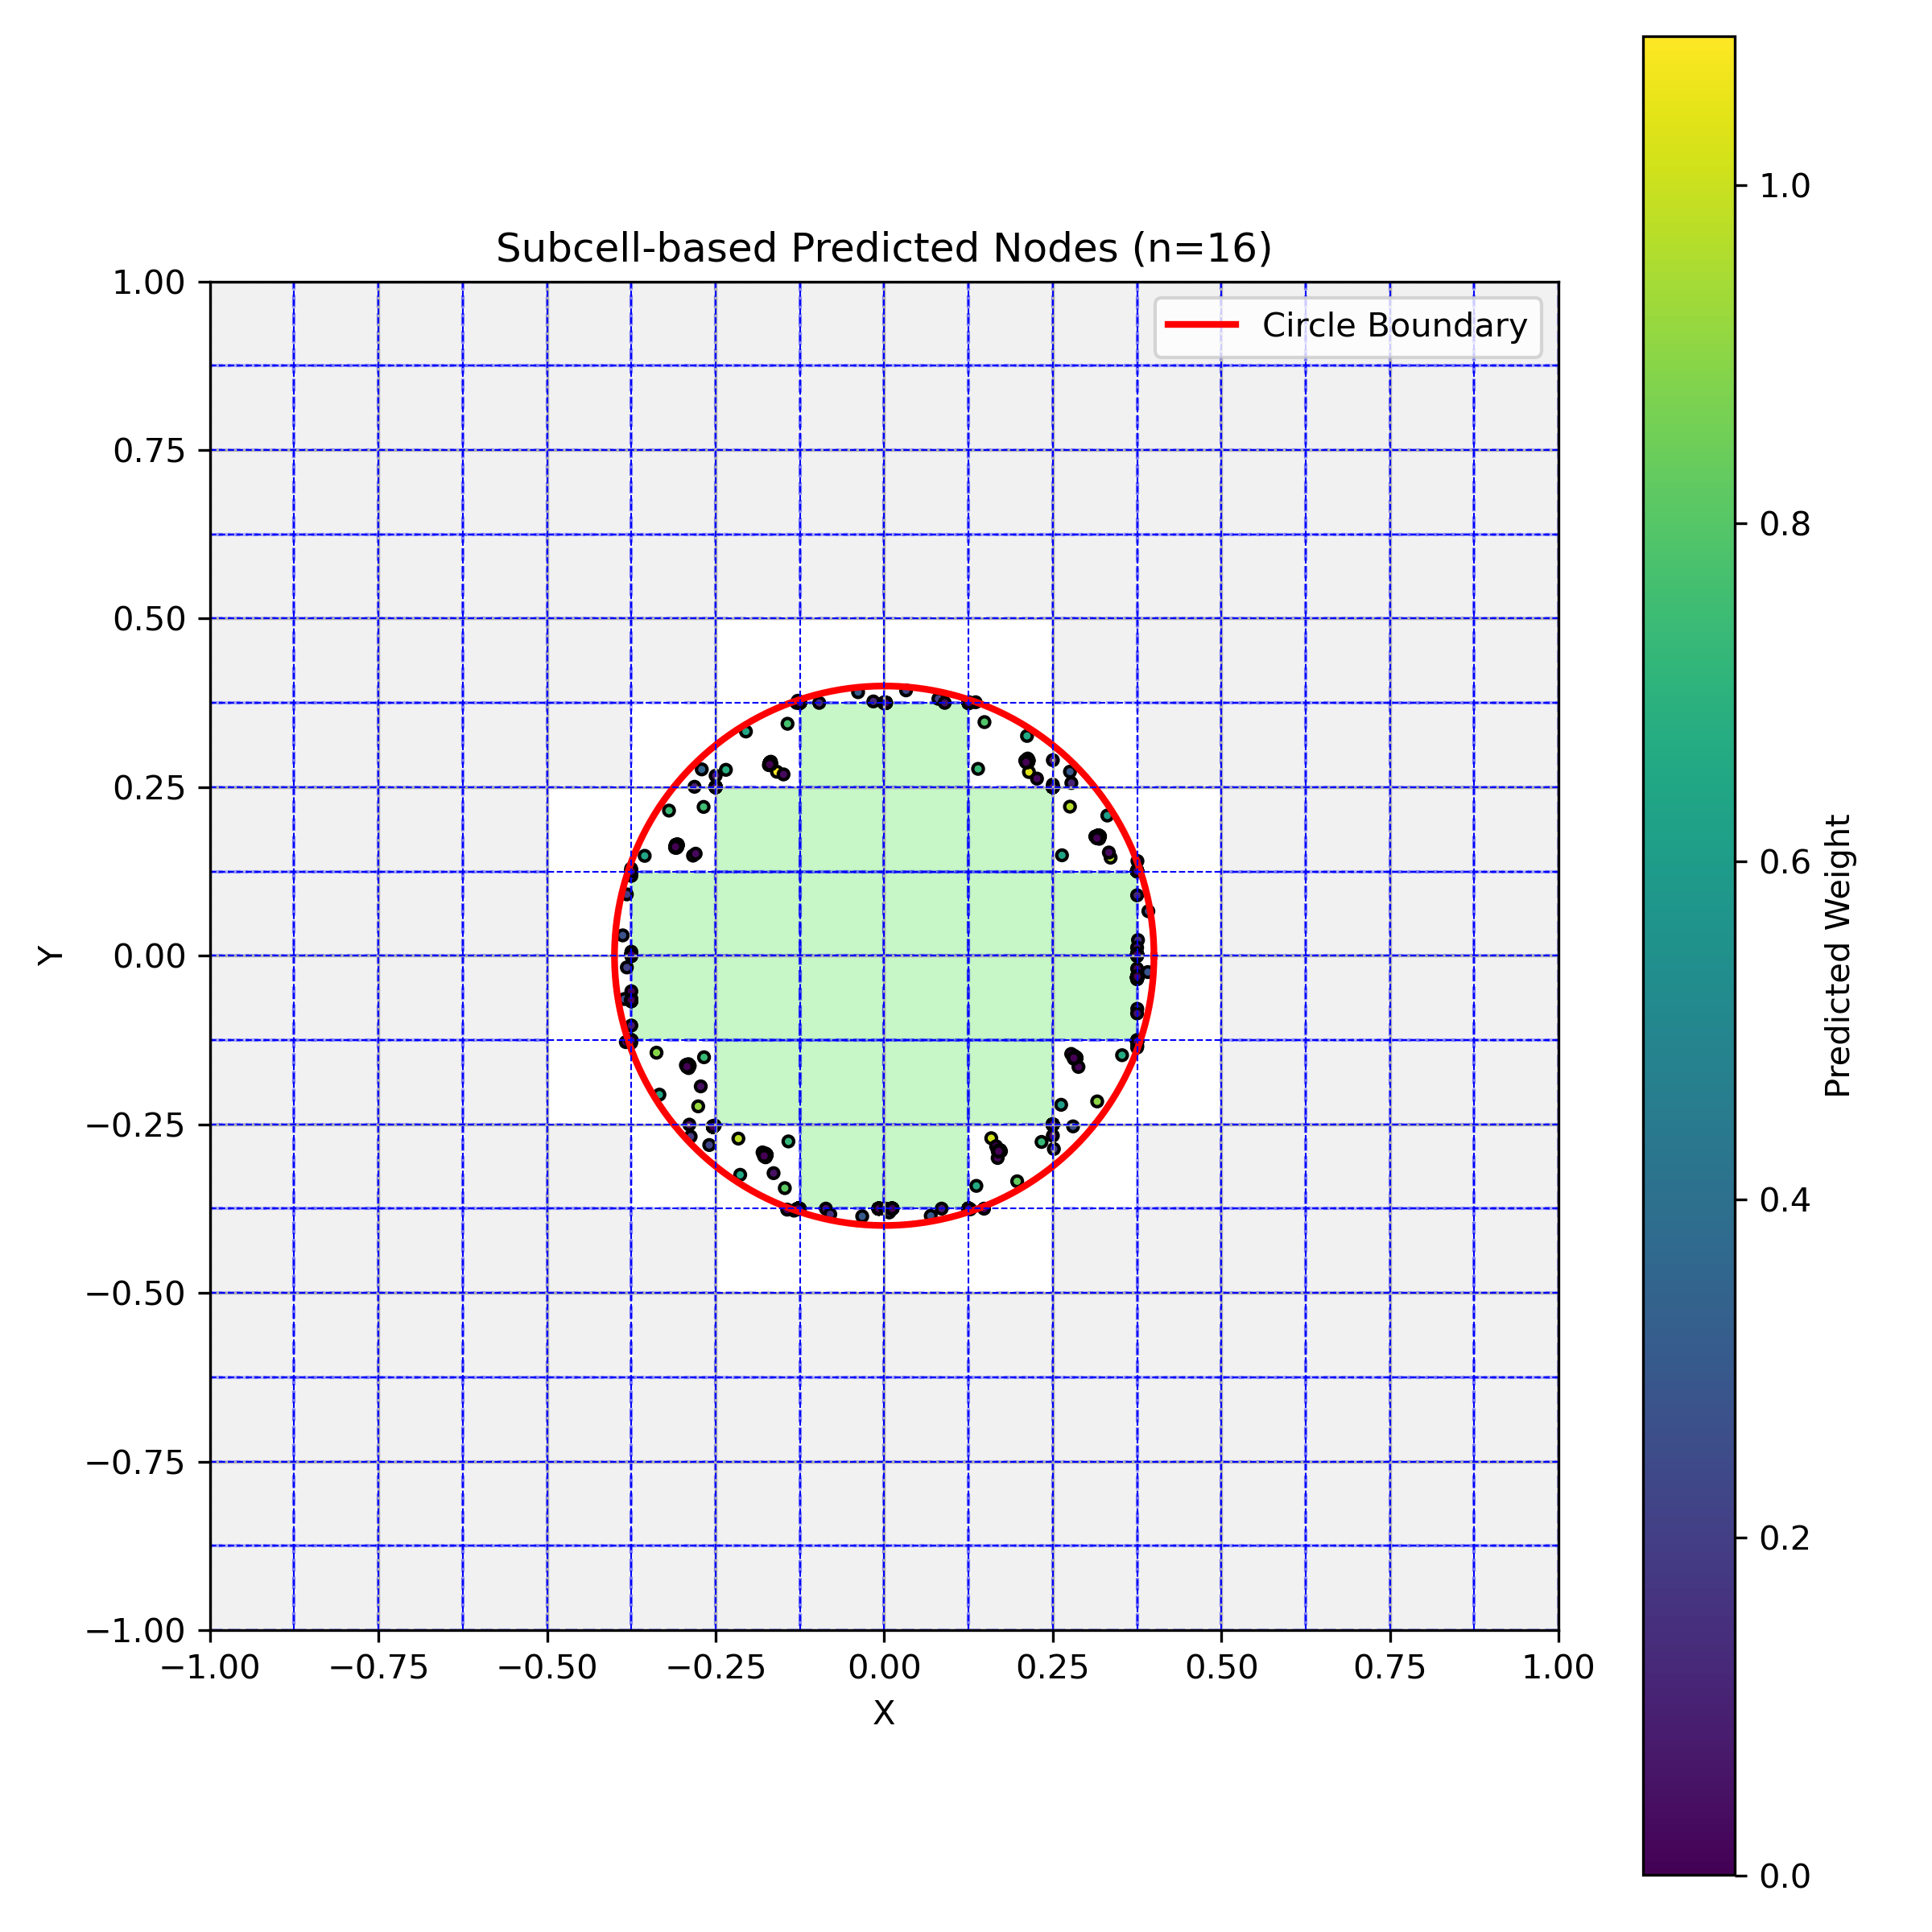 Subcell-based Predicted Nodes (n=16)
Circle Boundary
1.00
0.75
0.50
0.25
0.00
−0.25
−0.50
−0.75
−1.00
Y
−1.00 −0.75 −0.50 −0.25 0.00 0.25 0.50 0.75 1.00
X
1.0
0.8
0.6
0.4
0.2
0.0
Predicted Weight